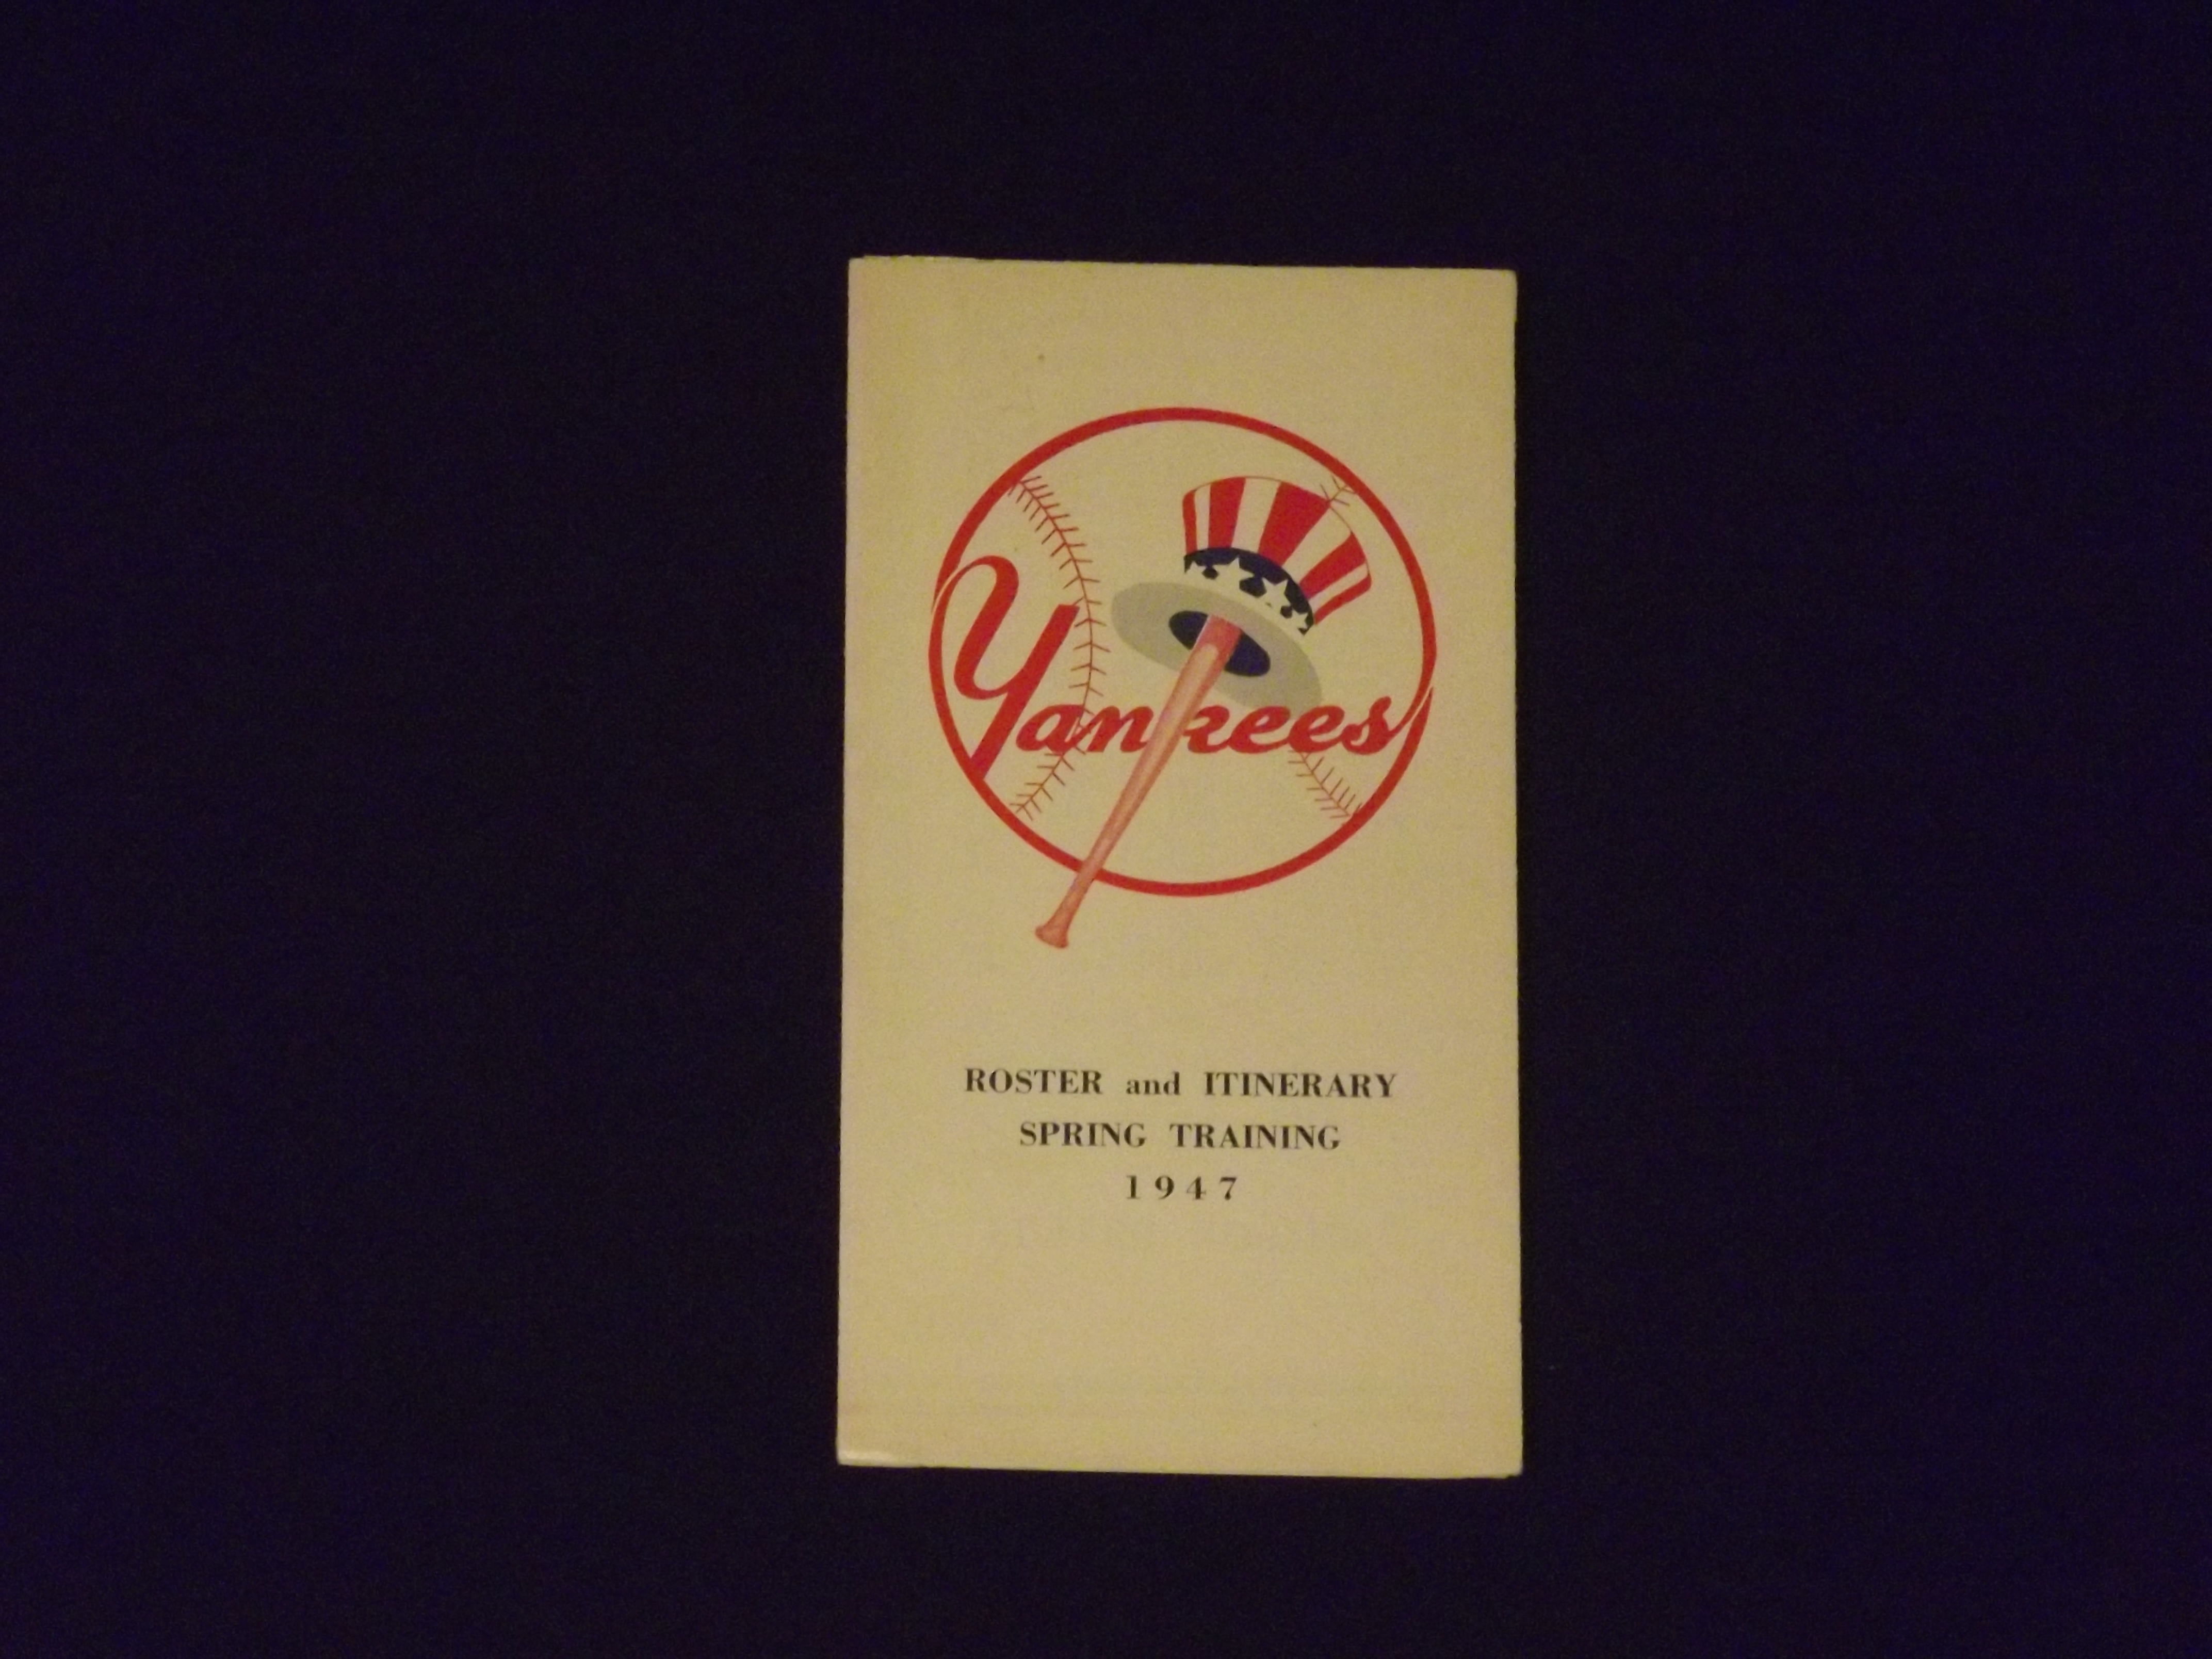 Yankees
ROSTER and ITINERARY
SPRING TRAINING
1947